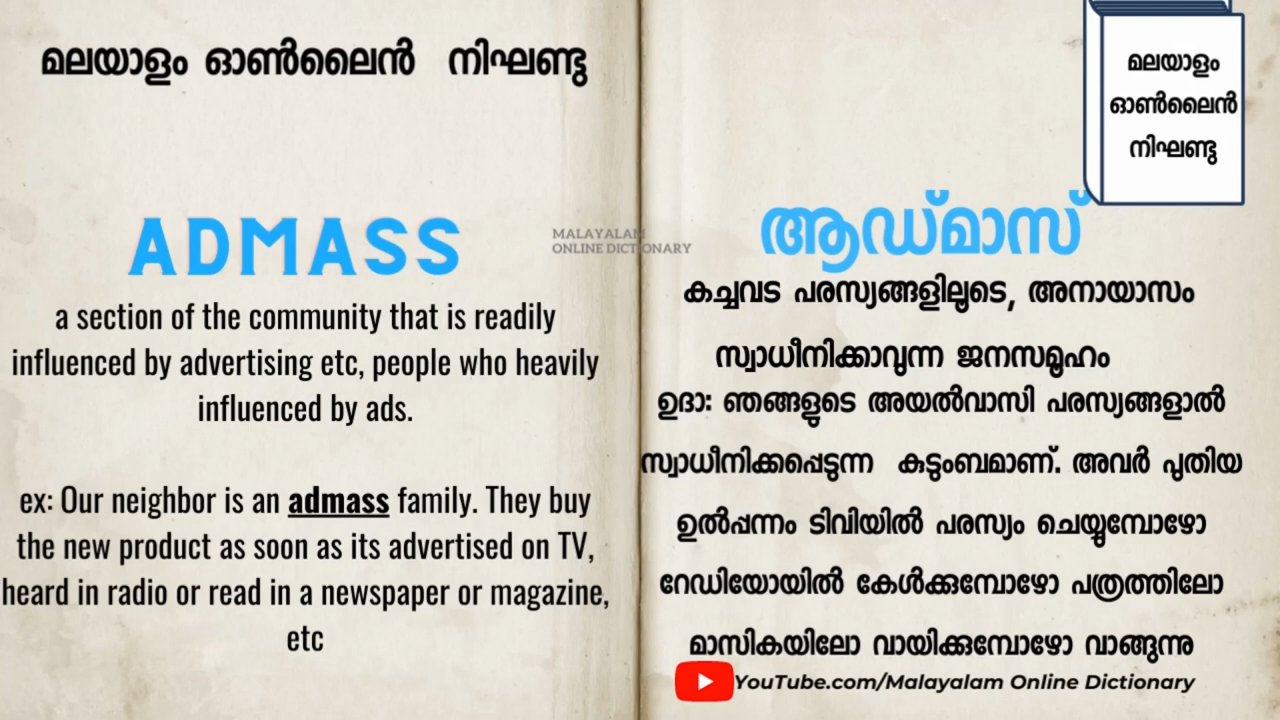 മലയാളം ഓൺലൈൻ നിഘണ്ടു
ADMASS
a section of the community that is readily
influenced by advertising etc, people who heavily
influenced by ads.
ex: Our neighbor is an admass family. They buy
the new product as soon as its advertised on TV,
heard in radio or read in a newspaper or magazine,
etc
MALAYALAM
ONLINE DICTIONARY
മലയാളം
ഓൺലൈൻ
നിഘണ്ടു
ആഡ്മാസ്
കച്ചവട പരസ്യങ്ങളിലൂടെ, അനായാസം
സ്വാധീനിക്കാവുന്ന ജനസമൂഹം
ഉദാ: ഞങ്ങളുടെ അയൽവാസി പരസ്യങ്ങളാൽ
സ്വാധീനിക്കപ്പെടുന്ന കുടുംബമാണ്. അവർ പുതിയ
ഉൽപ്പന്നം ടിവിയിൽ പരസ്യം ചെയ്യുമ്പോഴോ
റേഡിയോയിൽ കേൾക്കുമ്പോഴോ പത്രത്തിലോ
മാസികയിലോ വായിക്കുമ്പോഴോ വാങ്ങുന്നു
YouTube.com/Malayalam Online Dictionary